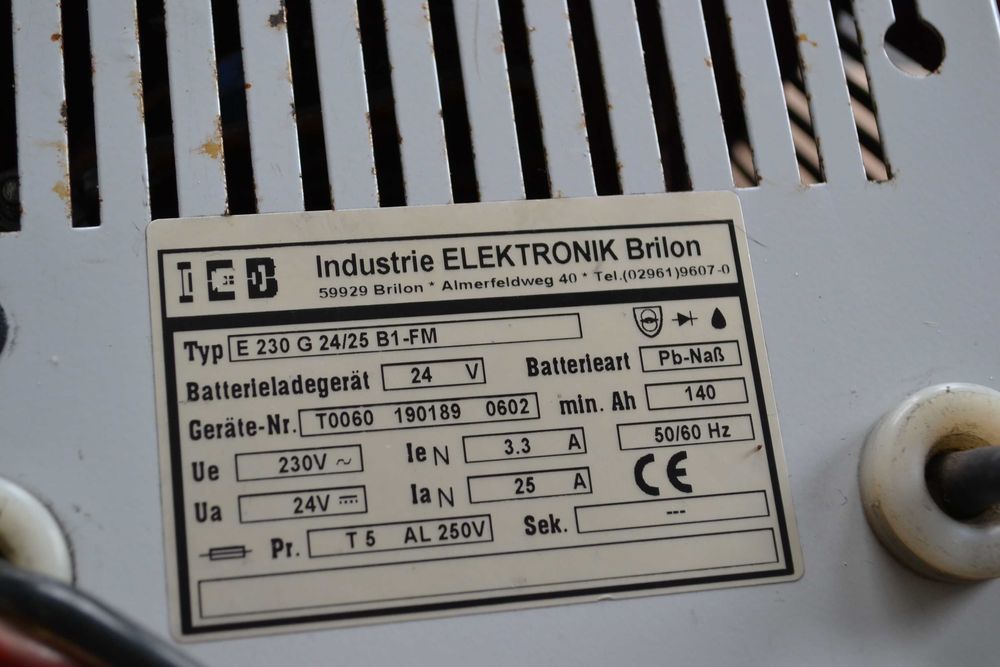 IEB Industrie ELEKTRONIK Brilon
59929 Brilon * Almerfeldweg 40 * Tel.(02961)9607-0
Typ E 230 G 24/25 B1-FM
Batterieladegerät 24 V Batterieart Pb-Naß
Geräte-Nr. T0060 190189 0602 min. Ah 140
Ue 230V ~ Ie N 3.3 A 50/60 Hz
Ua 24V ⎓ Ia N 25 A CE
Pr. T 5 AL 250V Sek. ---